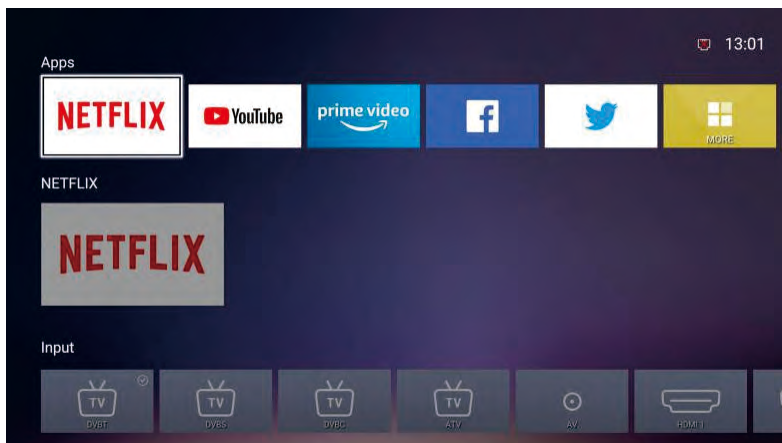 13:01
Apps
NETFLIX
YouTube
prime video
f
MORE
NETFLIX
NETFLIX
Input
TV
DVBT
TV
DVBS
TV
DVBC
TV
ATV
AV
HDMI 1